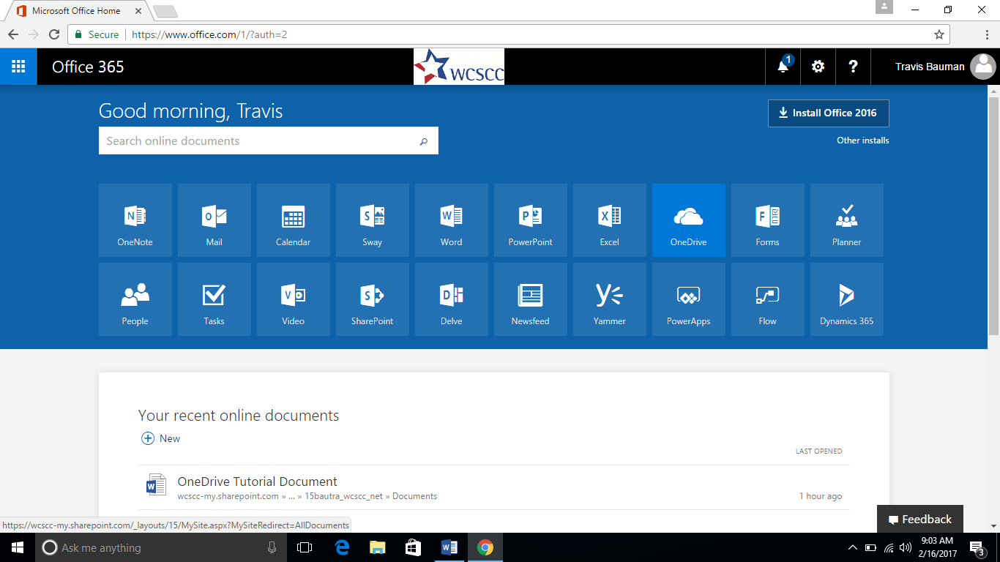 Microsoft Office Home
Secure https://www.office.com/1/?auth=2
Office 365
WCSCC
1
?
Travis Bauman
Good morning, Travis
Install Office 2016
Search online documents
Other installs
OneNote Mail Calendar Sway Word PowerPoint Excel OneDrive Forms Planner
People Tasks Video SharePoint Delve Newsfeed Yammer PowerApps Flow Dynamics 365
Your recent online documents
New
LAST OPENED
OneDrive Tutorial Document
wcscc-my.sharepoint.com » ... » 15bautra_wcscc_net » Documents
1 hour ago
Feedback
https://wcscc-my.sharepoint.com/_layouts/15/MySite.aspx?MySiteRedirect=AllDocuments
Ask me anything
9:03 AM
2/16/2017
3